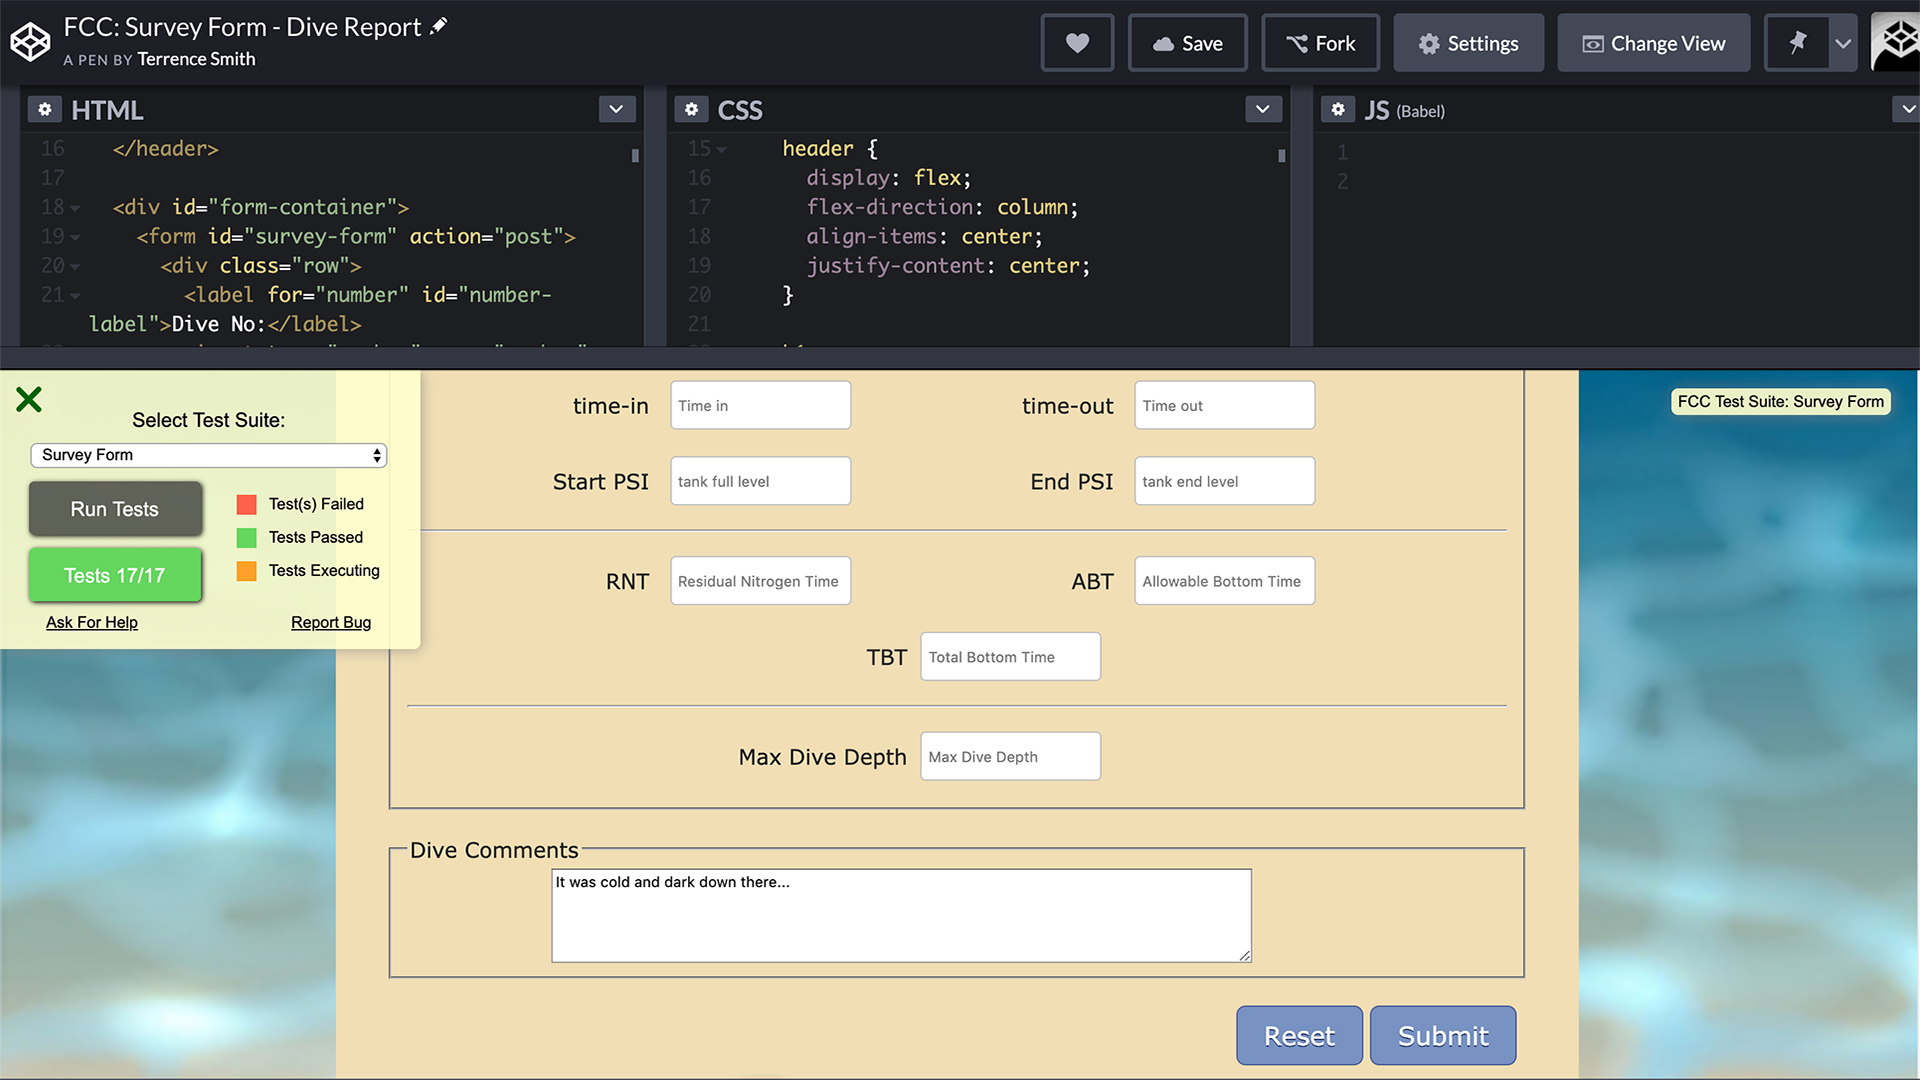 FCC: Survey Form - Dive Report
A PEN BY Terrence Smith
Save
Fork
Settings
Change View
HTML
16 </header>
17
18 <div id="form-container">
19 <form id="survey-form" action="post">
20 <div class="row">
21 <label for="number" id="number-
label">Dive No:</label>
CSS
15 header {
16 display: flex;
17 flex-direction: column;
18 align-items: center;
19 justify-content: center;
20 }
21
JS (Babel)
1
2
Select Test Suite:
Survey Form
Run Tests
Tests 17/17
Test(s) Failed
Tests Passed
Tests Executing
Ask For Help
Report Bug
FCC Test Suite: Survey Form
time-in Time in time-out Time out
Start PSI tank full level End PSI tank end level
RNT Residual Nitrogen Time ABT Allowable Bottom Time
TBT Total Bottom Time
Max Dive Depth Max Dive Depth
Dive Comments
It was cold and dark down there...
Reset Submit